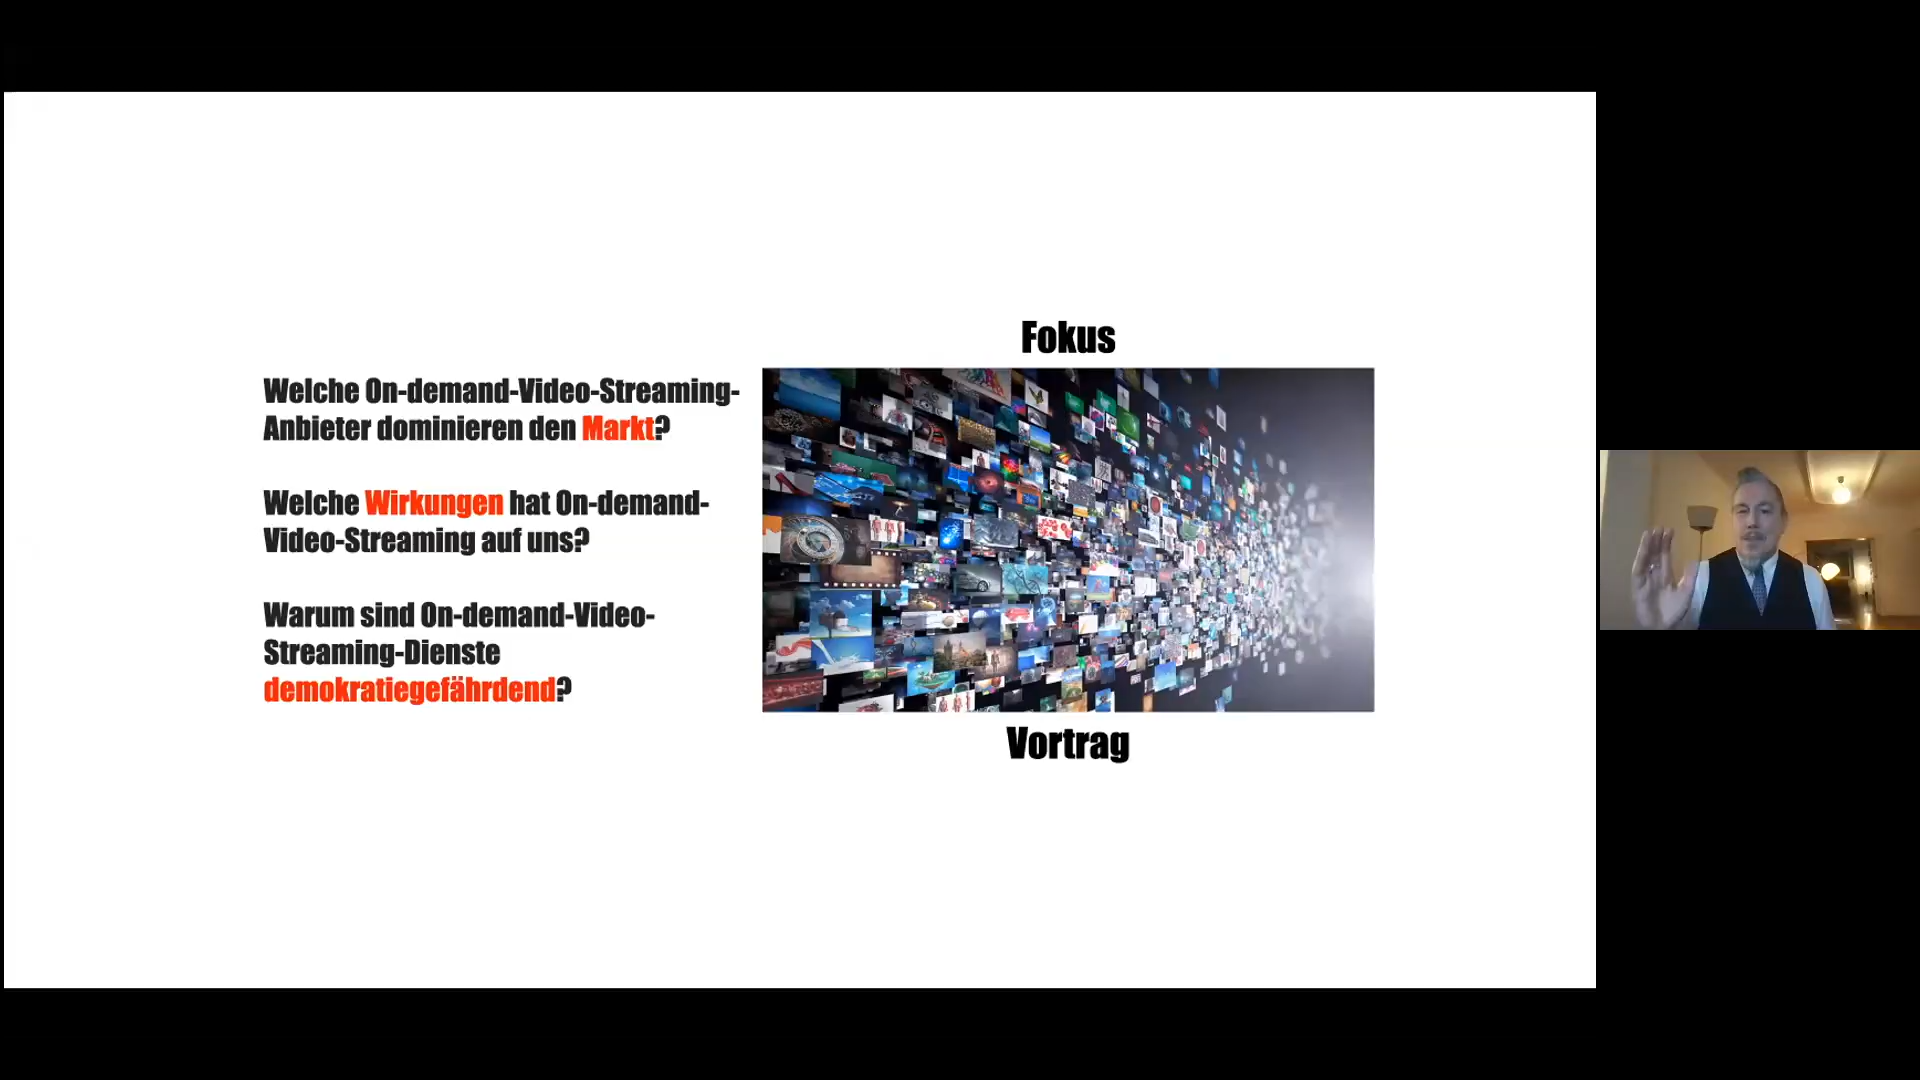 Fokus
Welche On-demand-Video-Streaming-
Anbieter dominieren den Markt?
Welche Wirkungen hat On-demand-
Video-Streaming auf uns?
Warum sind On-demand-Video-
Streaming-Dienste
demokratiegefährdend?
Vortrag